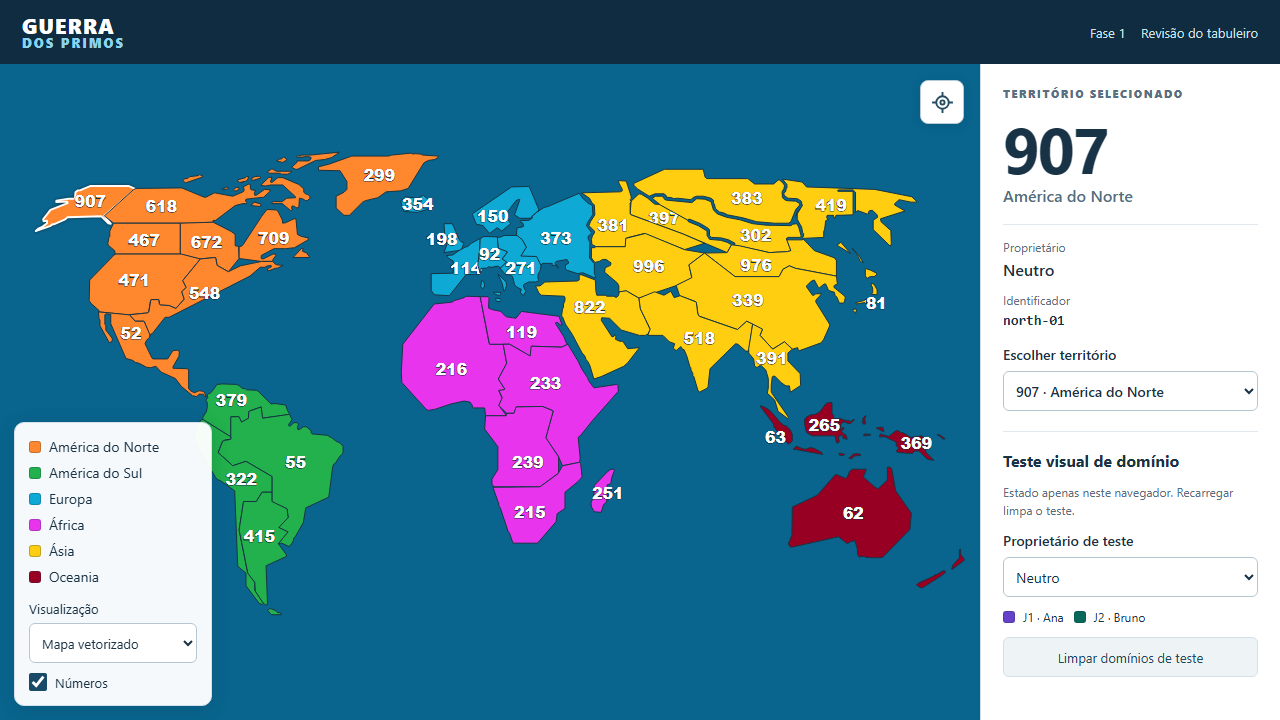 GUERRA
DOS PRIMOS
Fase 1 Revisão do tabuleiro
907
618
299
354
467
672
709
471
548
52
379
55
322
415
150
198
92
114
271
373
381
397
383
419
302
996
976
339
822
518
391
81
119
216
233
239
251
215
63
265
369
62
América do Norte
América do Sul
Europa
África
Ásia
Oceania
Visualização
Mapa vetorizado
Números
TERRITÓRIO SELECIONADO
907
América do Norte
Proprietário
Neutro
Identificador
north-01
Escolher território
907 · América do Norte
Teste visual de domínio
Estado apenas neste navegador. Recarregar
limpa o teste.
Proprietário de teste
Neutro
J1 · Ana J2 · Bruno
Limpar domínios de teste